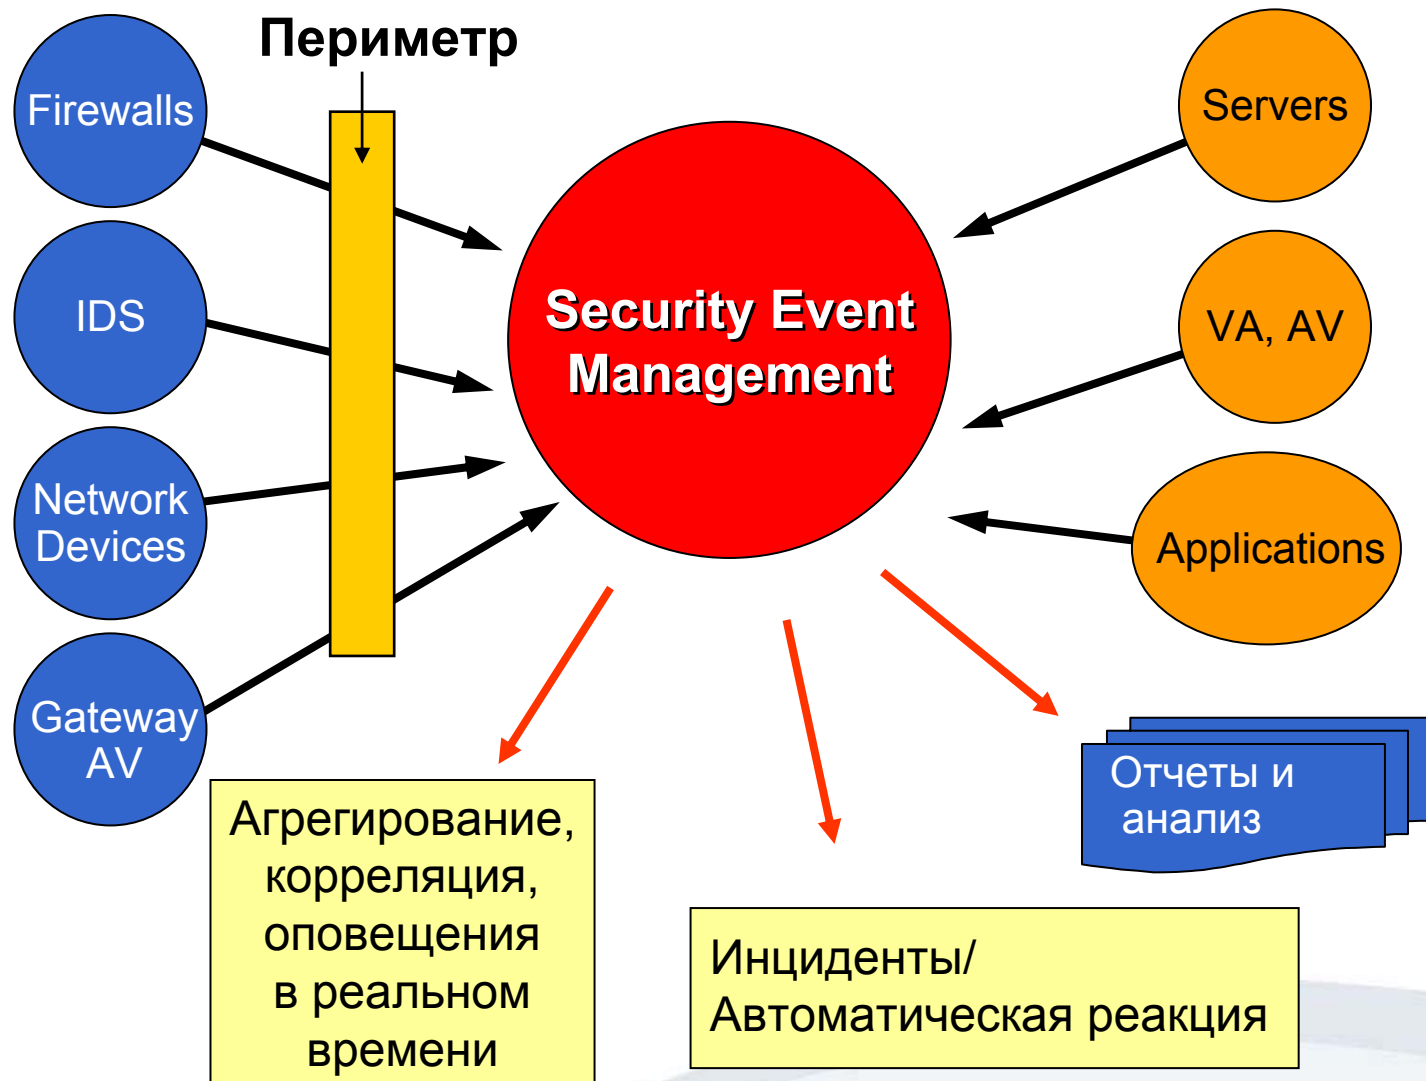 Периметр
Firewalls
IDS
Network
Devices
Gateway
AV
Security Event
Management
Servers
VA, AV
Applications
Агрегирование,
корреляция,
оповещения
в реальном
времени
Инциденты/
Автоматическая реакция
Отчеты и
анализ